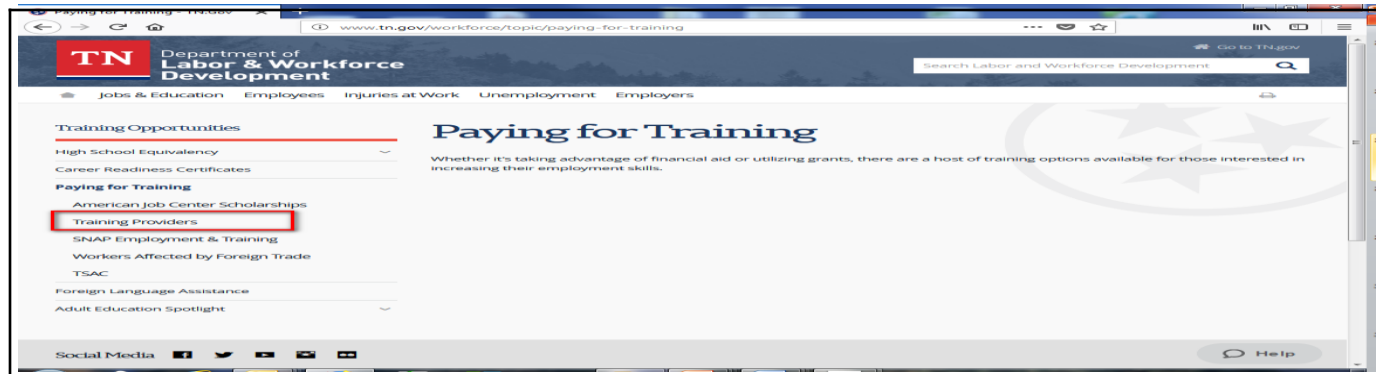 Paying for Training - TN.Gov
www.tn.gov/workforce/topic/paying-for-training
TN
Department of
Labor & Workforce
Development
Go to TN.gov
Search Labor and Workforce Development
Jobs & Education Employees Injuries at Work Unemployment Employers
Training Opportunities
High School Equivalency
Career Readiness Certificates
Paying for Training
American Job Center Scholarships
Training Providers
SNAP Employment & Training
Workers Affected by Foreign Trade
TSAC
Foreign Language Assistance
Adult Education Spotlight
Paying for Training
Whether it's taking advantage of financial aid or utilizing grants, there are a host of training options available for those interested in
increasing their employment skills.
Social Media
Help